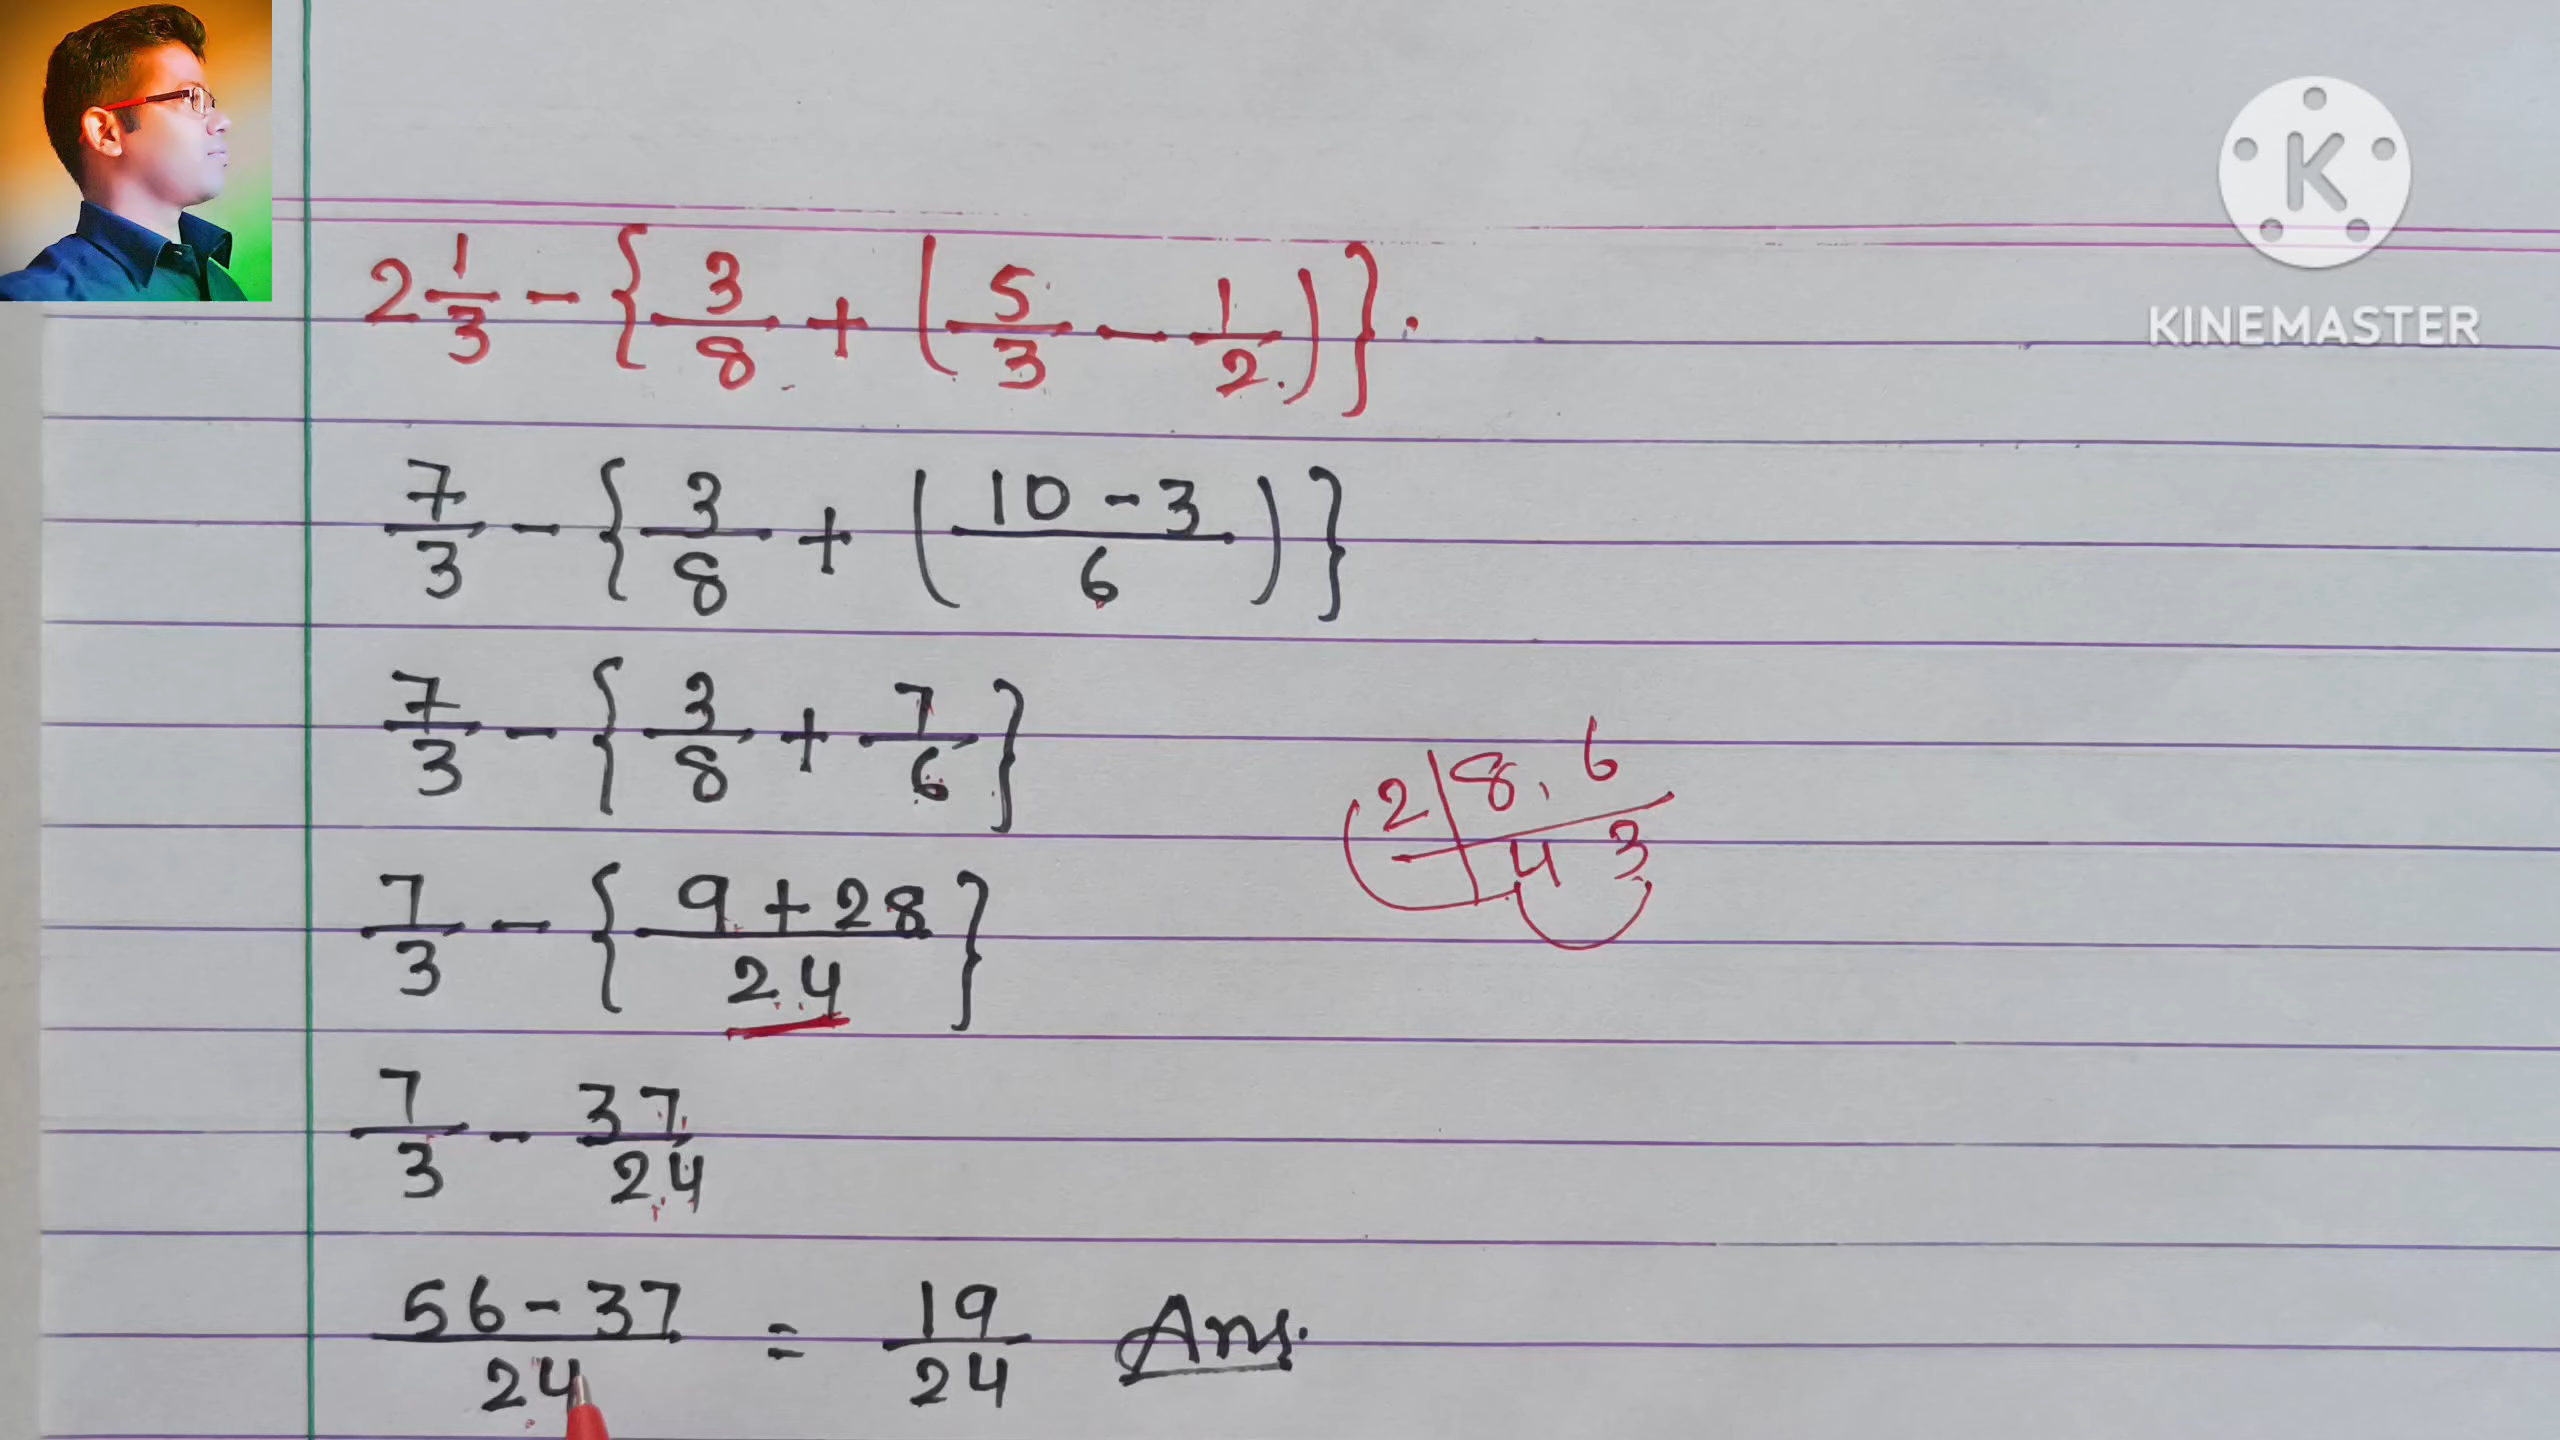 2 1/3 - {3/8 + (5/3 - 1/2)}.
KINEMASTER
7/3 - {3/8 + (10 - 3/6)}
7/3 - {3/8 + 7/6}
2 | 8, 6
4 3
7/3 - {9 + 28/24}
7/3 - 37/24
56 - 37/24 = 19/24 Ans.